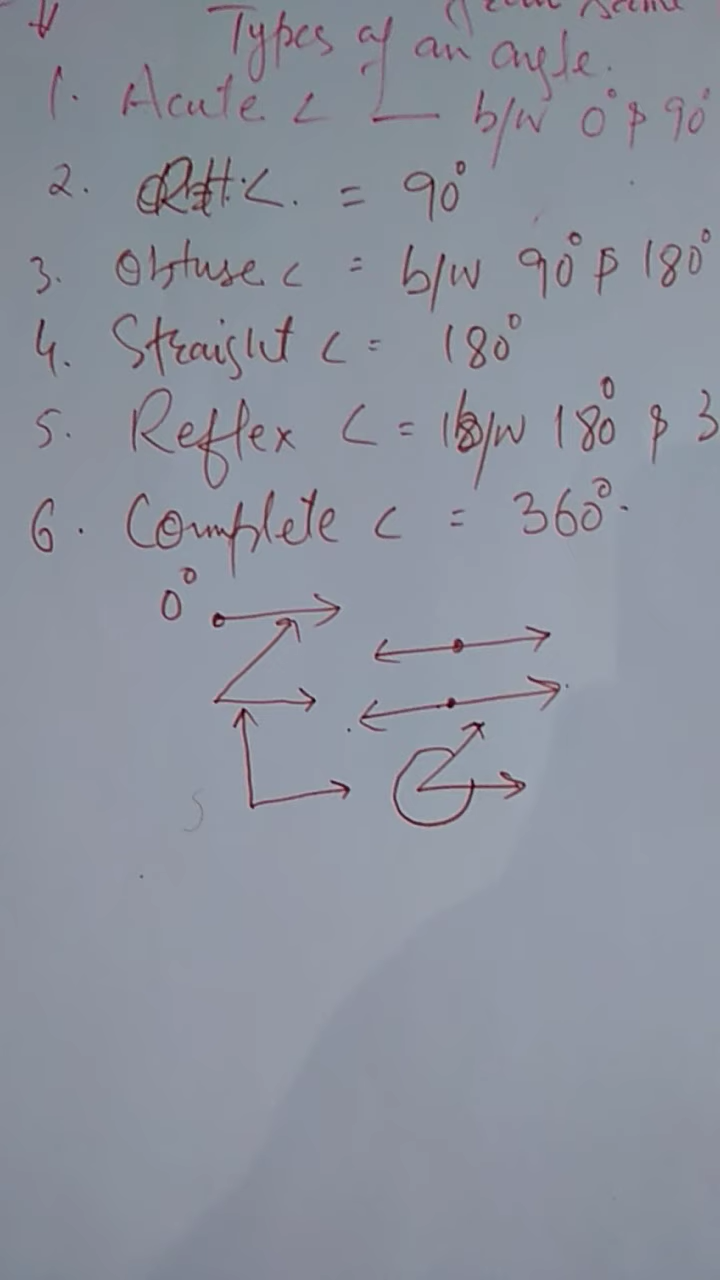 Types of an angle.
1. Acute < b/w 0° & 90°
2. Rt. <. = 90°
3. Obtuse < = b/w 90° & 180°
4. Straight < = 180°
5. Reflex < = b/w 180° & 3
6. Complete < = 360°.
0°